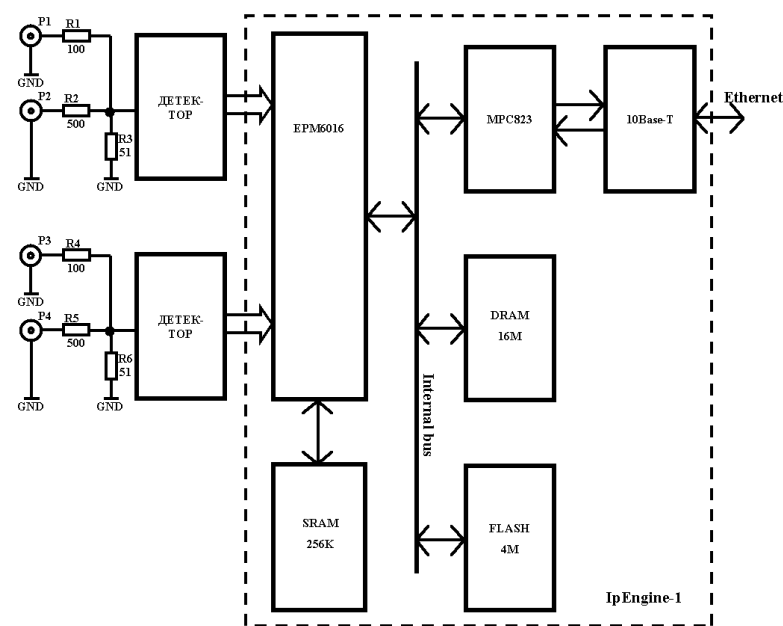 P1
R1
100
GND
P2
R2
500
R3
51
GND
GND
ДЕТЕК-
ТОР
EPM6016
MPC823
10Base-T
Ethernet
P3
R4
100
GND
P4
R5
500
R6
51
GND
GND
ДЕТЕК-
ТОР
DRAM
16M
Internal bus
SRAM
256K
FLASH
4M
IpEngine-1